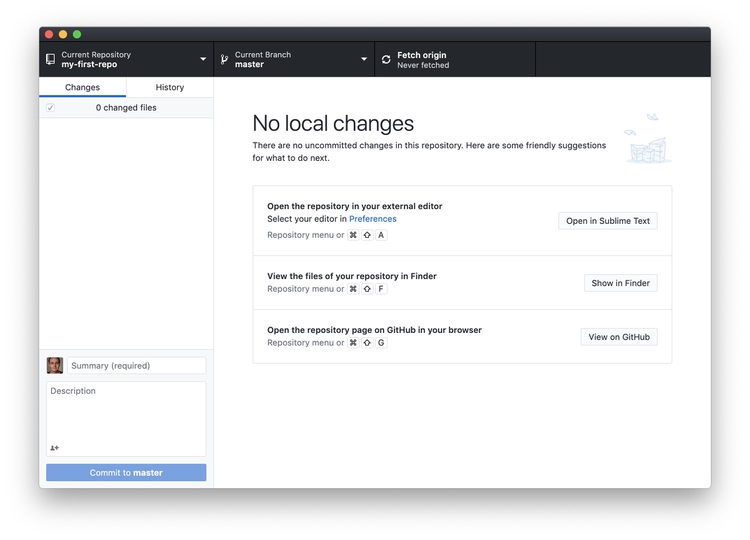 Current Repository
my-first-repo
Current Branch
master
Fetch origin
Never fetched
Changes
History
0 changed files
No local changes
There are no uncommitted changes in this repository. Here are some friendly suggestions
for what to do next.
Open the repository in your external editor
Select your editor in Preferences
Repository menu or ⌘ ⇧ A
Open in Sublime Text
View the files of your repository in Finder
Repository menu or ⌘ ⇧ F
Show in Finder
Open the repository page on GitHub in your browser
Repository menu or ⌘ ⇧ G
View on GitHub
Summary (required)
Description
Commit to master